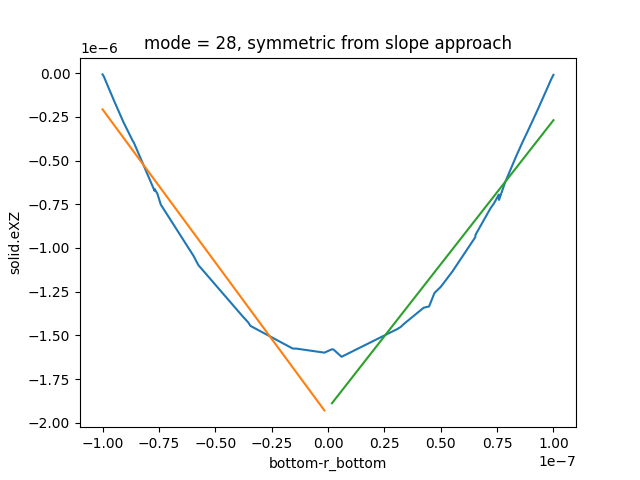 mode = 28, symmetric from slope approach
1e−6
0.00
−0.25
−0.50
−0.75
−1.00
−1.25
−1.50
−1.75
−2.00
solid.eXZ
−1.00 −0.75 −0.50 −0.25 0.00 0.25 0.50 0.75 1.00
1e−7
bottom-r_bottom